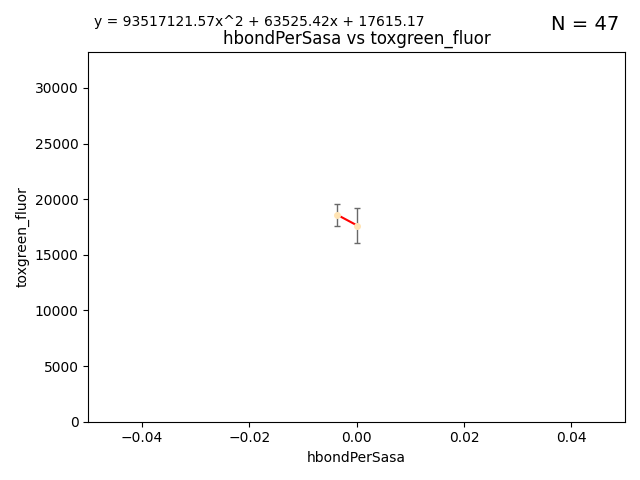 y = 93517121.57x^2 + 63525.42x + 17615.17
N = 47
hbondPerSasa vs toxgreen_fluor
30000
25000
20000
15000
10000
5000
0
toxgreen_fluor
−0.04
−0.02
0.00
0.02
0.04
hbondPerSasa